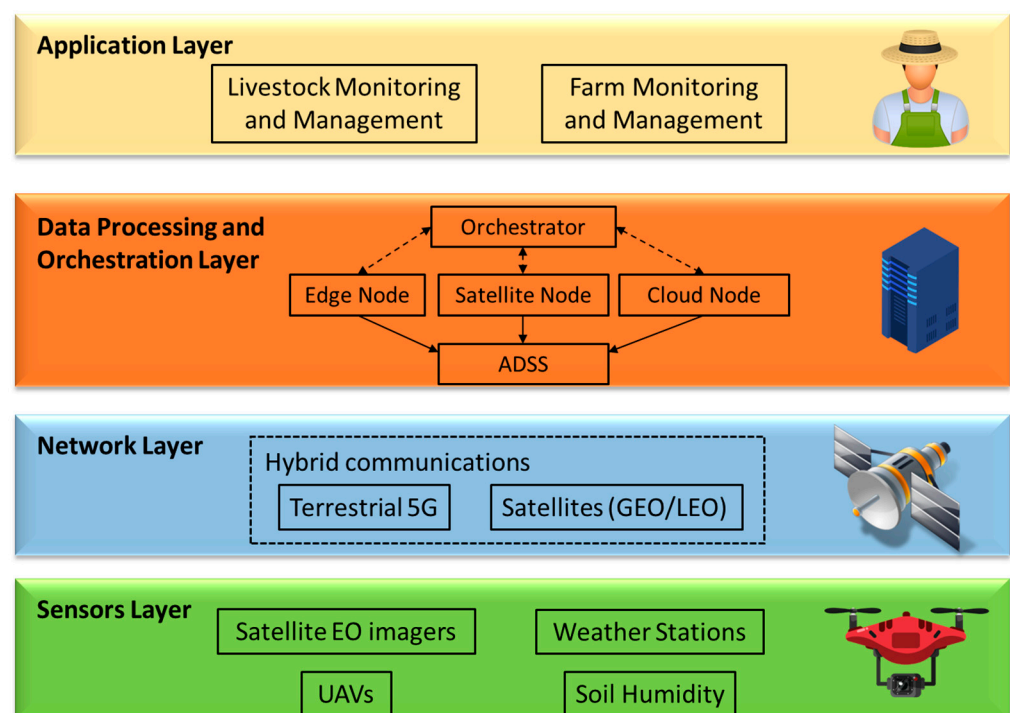 Application Layer
Livestock Monitoring
and Management
Farm Monitoring
and Management
Data Processing and
Orchestration Layer
Orchestrator
Edge Node
Satellite Node
Cloud Node
ADSS
Network Layer
Hybrid communications
Terrestrial 5G
Satellites (GEO/LEO)
Sensors Layer
Satellite EO imagers
Weather Stations
UAVs
Soil Humidity